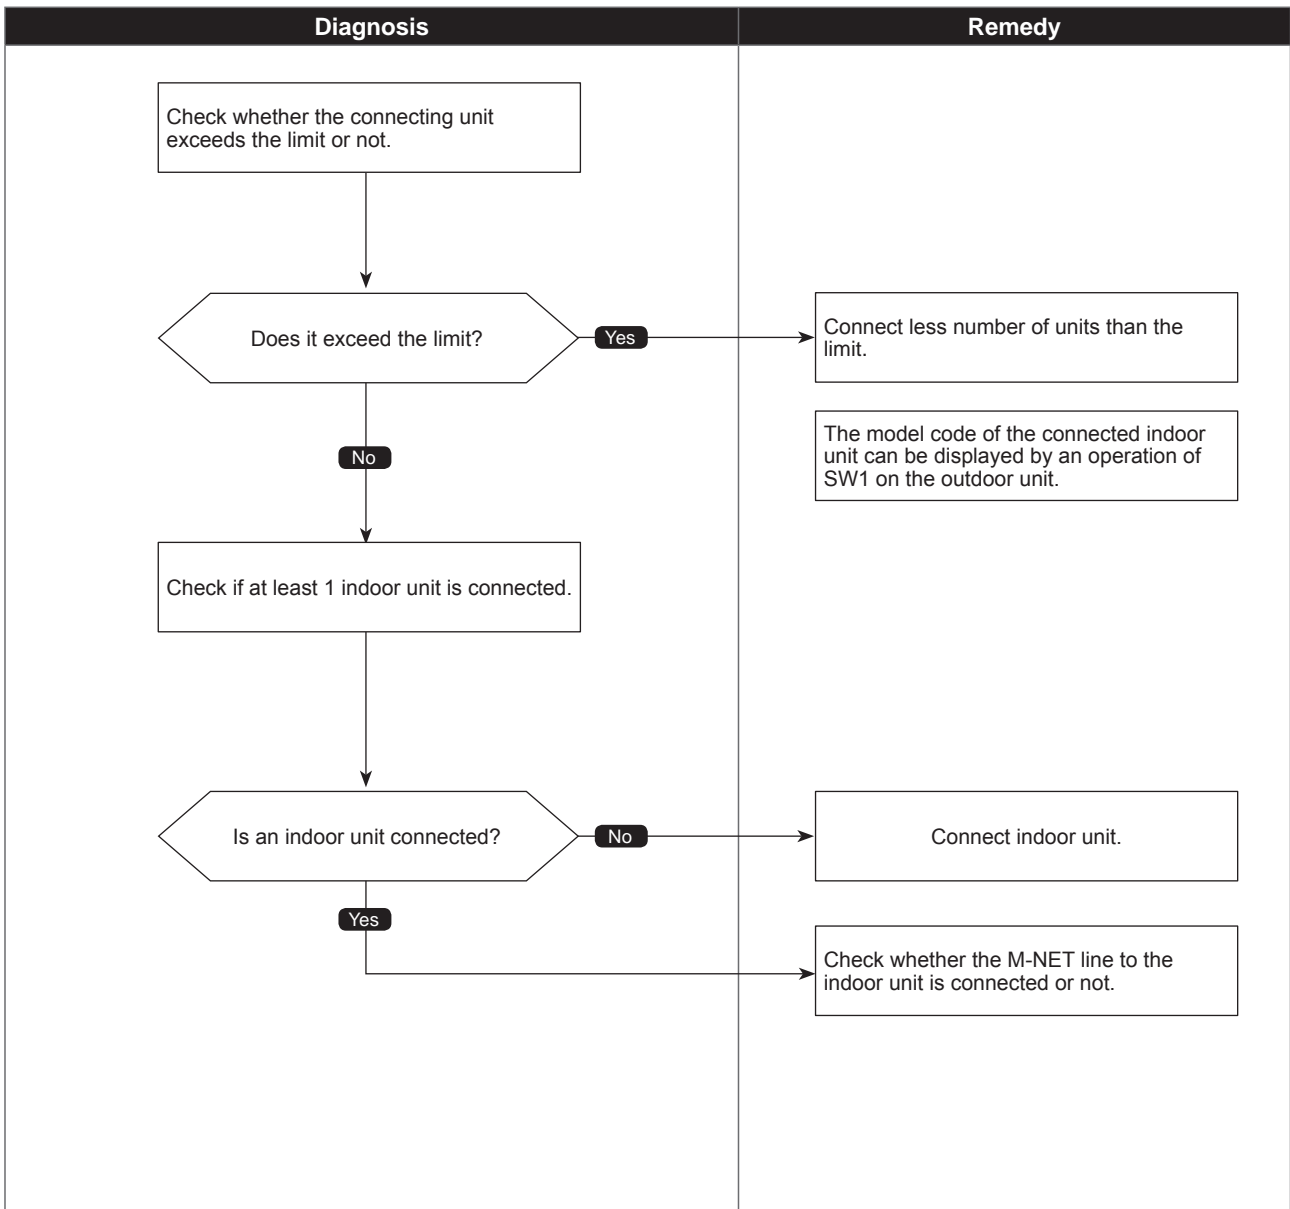 Diagnosis
Remedy
Check whether the connecting unit
exceeds the limit or not.
Does it exceed the limit?
Yes
Connect less number of units than the
limit.
The model code of the connected indoor
unit can be displayed by an operation of
SW1 on the outdoor unit.
No
Check if at least 1 indoor unit is connected.
Is an indoor unit connected?
No
Connect indoor unit.
Yes
Check whether the M-NET line to the
indoor unit is connected or not.